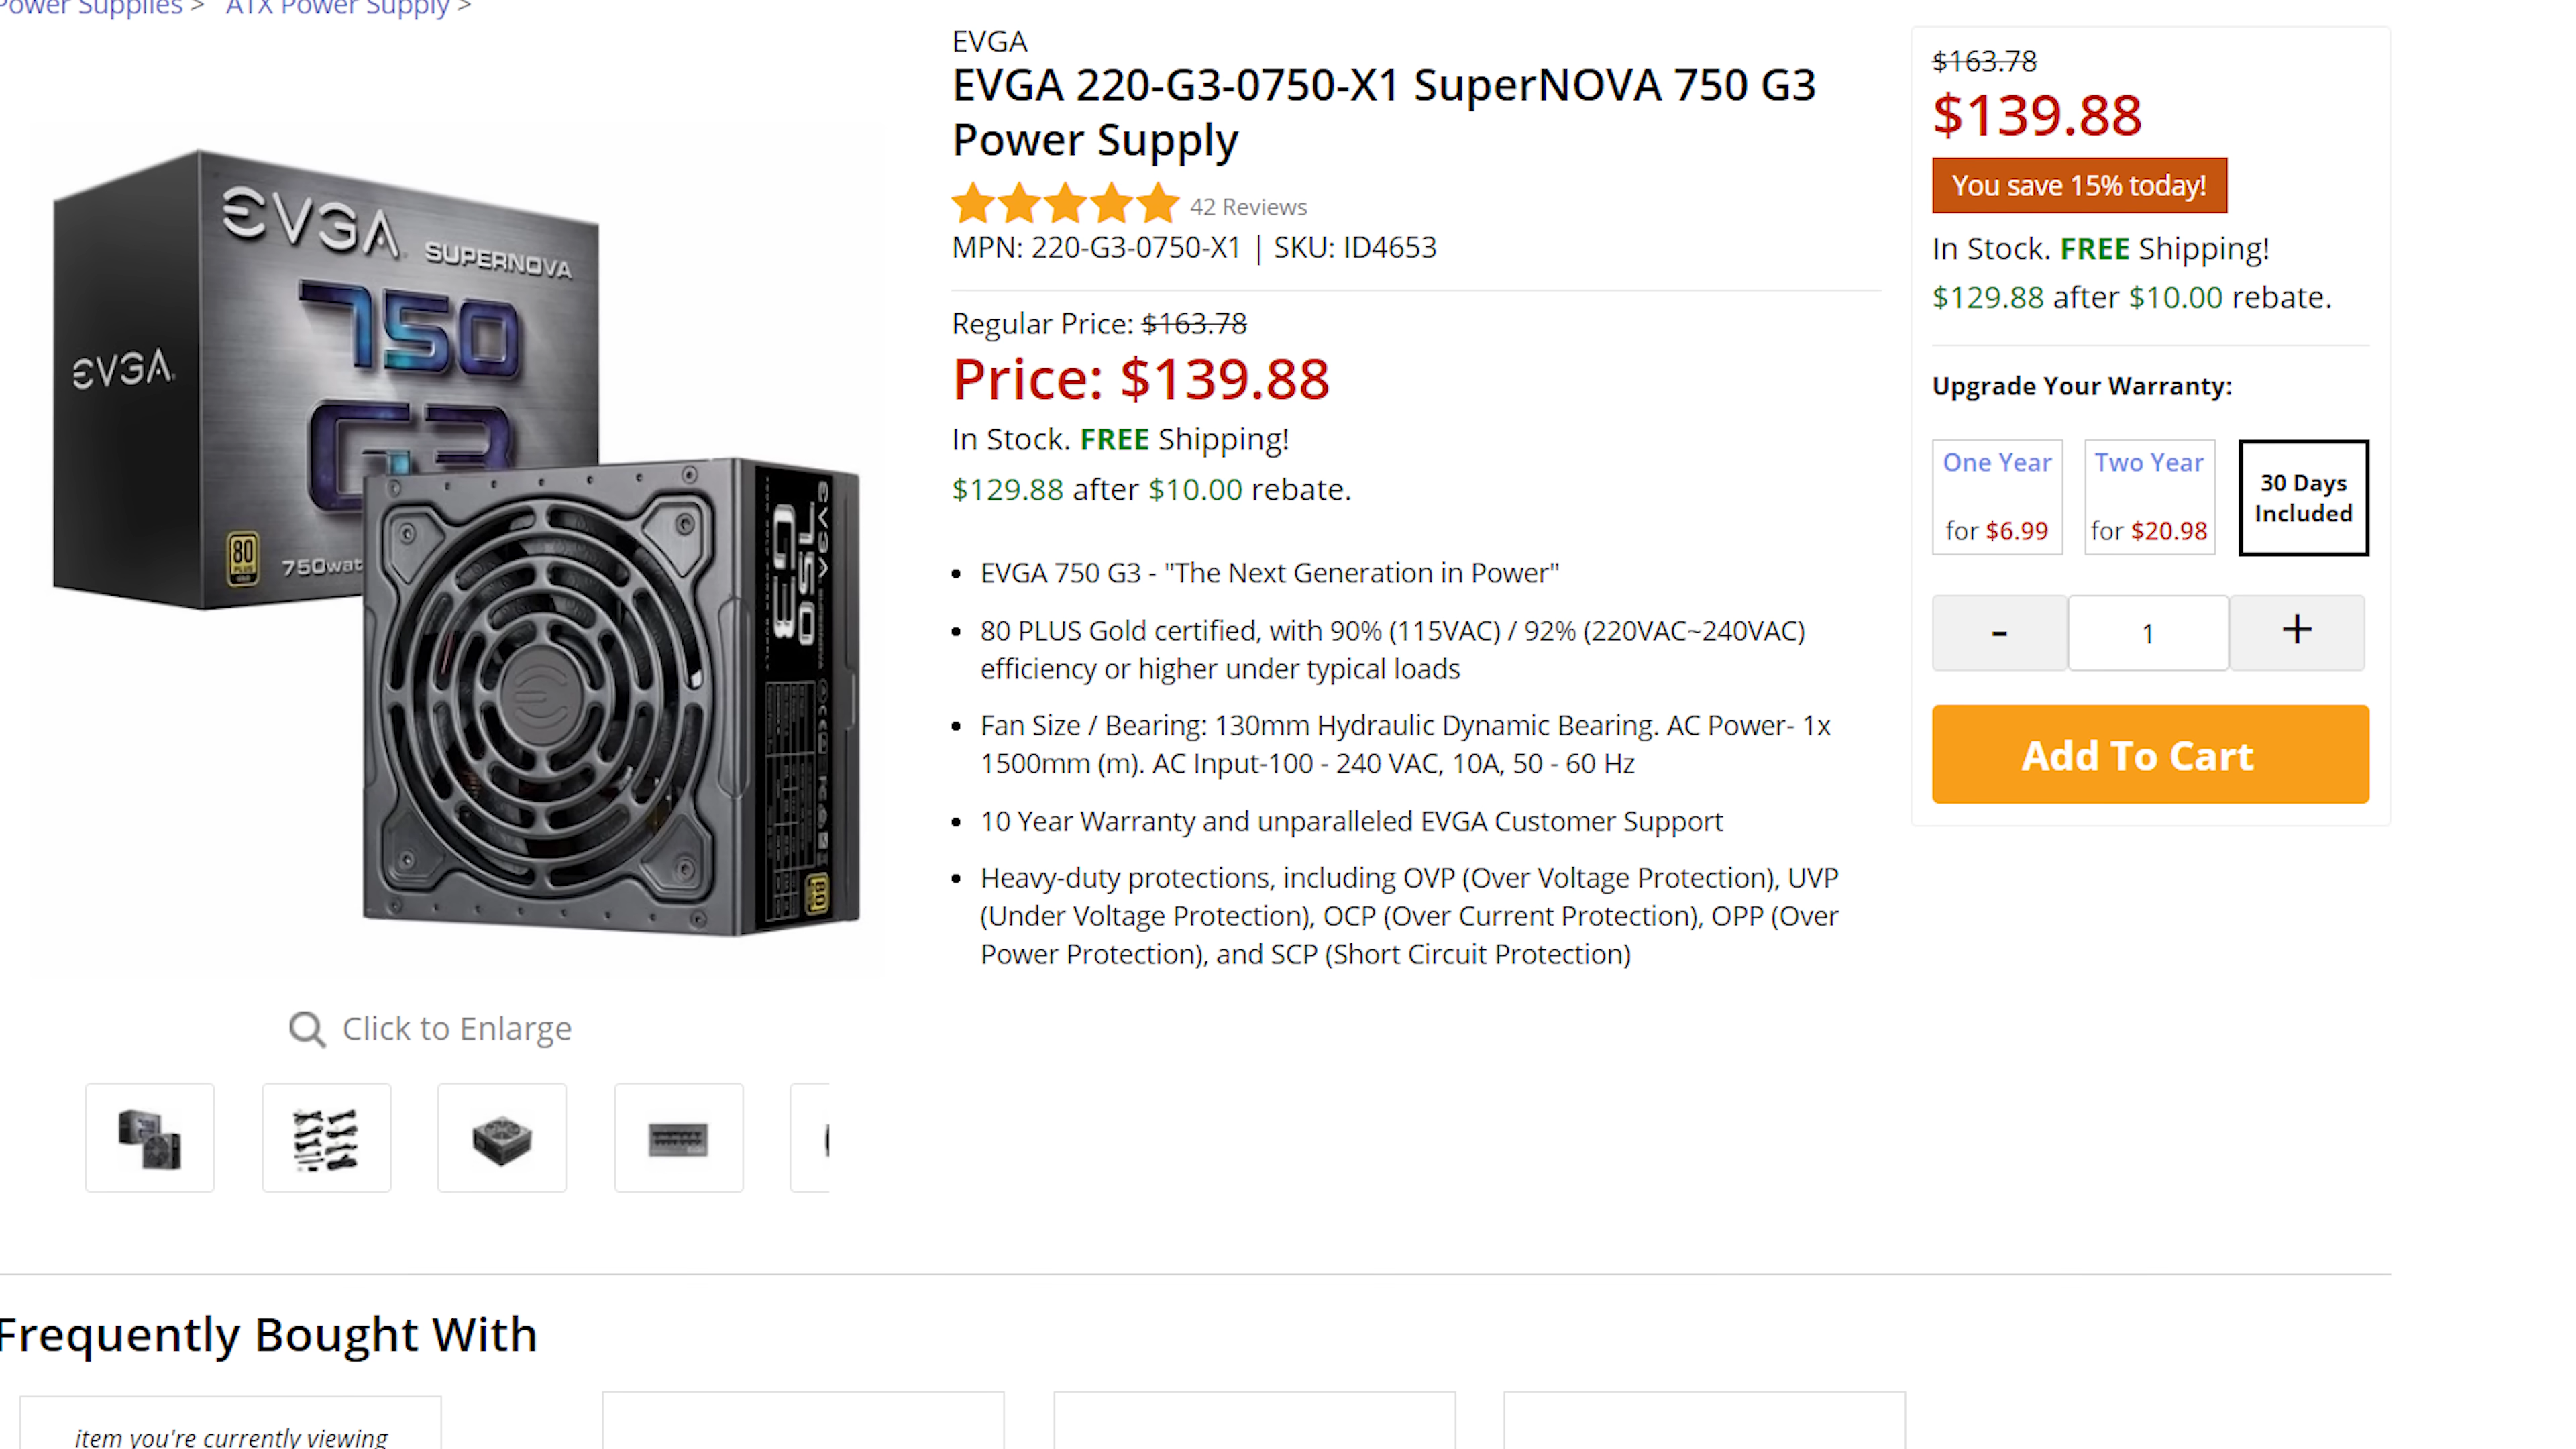 Power Supplies > ATX Power Supply >
EVGA
EVGA 220-G3-0750-X1 SuperNOVA 750 G3
Power Supply
42 Reviews
MPN: 220-G3-0750-X1 | SKU: ID4653
Regular Price: $163.78
Price: $139.88
In Stock. FREE Shipping!
$129.88 after $10.00 rebate.
• EVGA 750 G3 - "The Next Generation in Power"
• 80 PLUS Gold certified, with 90% (115VAC) / 92% (220VAC~240VAC)
efficiency or higher under typical loads
• Fan Size / Bearing: 130mm Hydraulic Dynamic Bearing. AC Power- 1x
1500mm (m). AC Input-100 - 240 VAC, 10A, 50 - 60 Hz
• 10 Year Warranty and unparalleled EVGA Customer Support
• Heavy-duty protections, including OVP (Over Voltage Protection), UVP
(Under Voltage Protection), OCP (Over Current Protection), OPP (Over
Power Protection), and SCP (Short Circuit Protection)
$163.78
$139.88
You save 15% today!
In Stock. FREE Shipping!
$129.88 after $10.00 rebate.
Upgrade Your Warranty:
One Year
for $6.99
Two Year
for $20.98
30 Days
Included
- 1 +
Add To Cart
EVGA
SUPERNOVA
750
G3
EVGA
80
PLUS
GOLD
EVGA SUPERNOVA
750
G3
80
Click to Enlarge
Frequently Bought With
item you're currently viewing